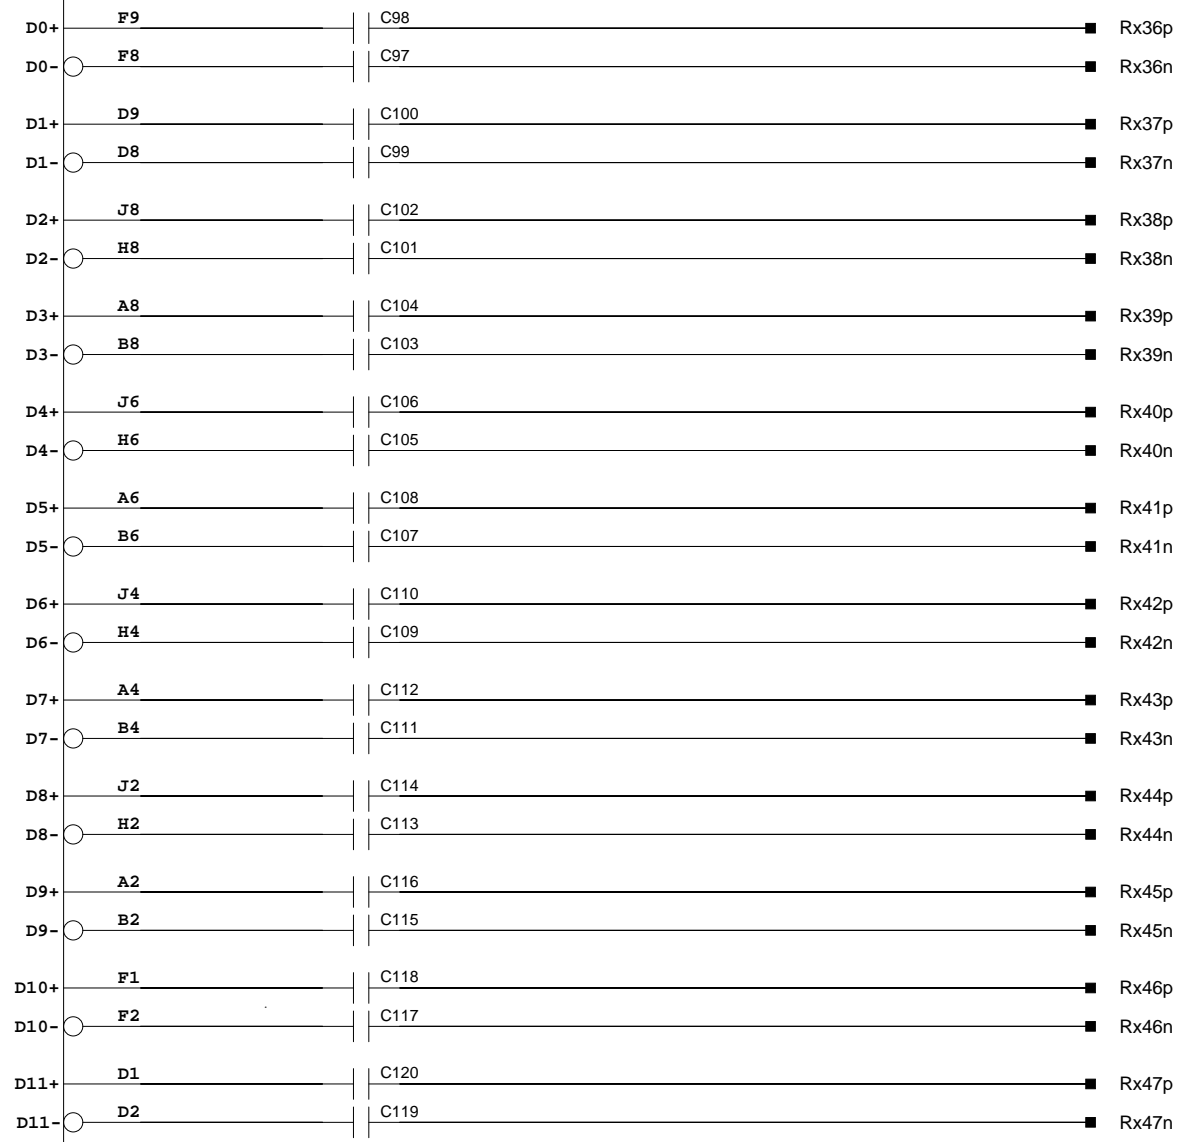 D0+ F9 C98 Rx36p
D0- F8 C97 Rx36n
D1+ D9 C100 Rx37p
D1- D8 C99 Rx37n
D2+ J8 C102 Rx38p
D2- H8 C101 Rx38n
D3+ A8 C104 Rx39p
D3- B8 C103 Rx39n
D4+ J6 C106 Rx40p
D4- H6 C105 Rx40n
D5+ A6 C108 Rx41p
D5- B6 C107 Rx41n
D6+ J4 C110 Rx42p
D6- H4 C109 Rx42n
D7+ A4 C112 Rx43p
D7- B4 C111 Rx43n
D8+ J2 C114 Rx44p
D8- H2 C113 Rx44n
D9+ A2 C116 Rx45p
D9- B2 C115 Rx45n
D10+ F1 C118 Rx46p
D10- F2 C117 Rx46n
D11+ D1 C120 Rx47p
D11- D2 C119 Rx47n